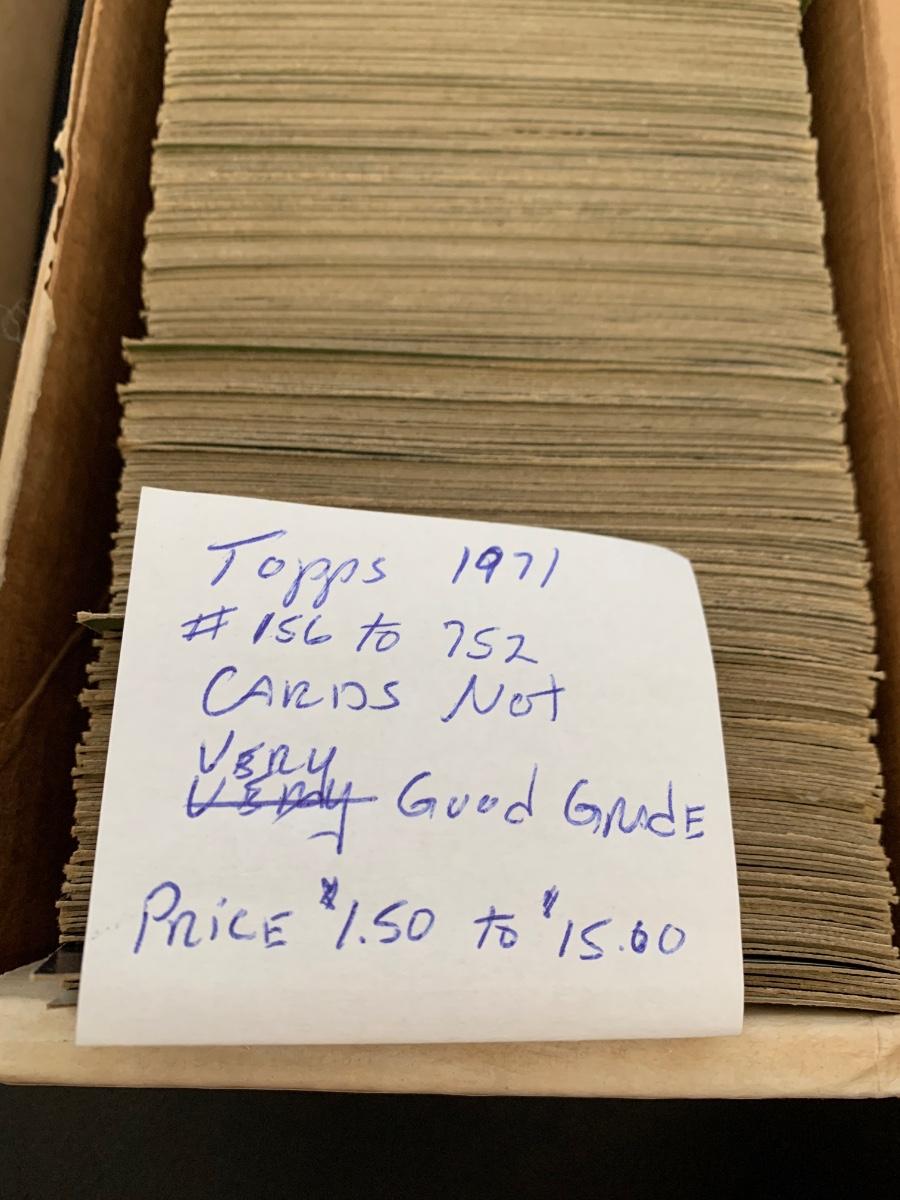 Topps 1971
# 156 to 752
CARDS Not
VERY
Good GradE
PRiCE $1.50 to $15.00